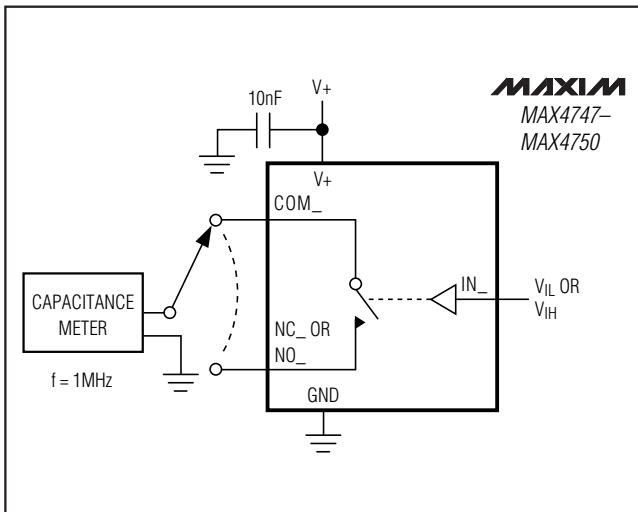 V+
10nF
MAXIM
MAX4747–
MAX4750
V+
COM_
IN_
VIL OR
VIH
CAPACITANCE
METER
NC_ OR
NO_
f = 1MHz
GND